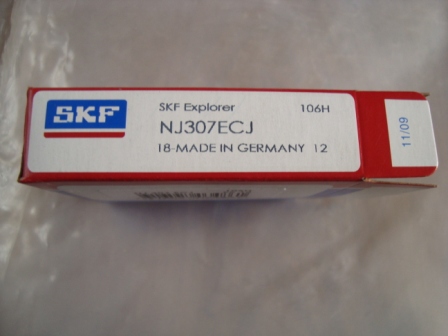 SKF
SKF Explorer 106H
NJ307ECJ
18-MADE IN GERMANY 12
11/09